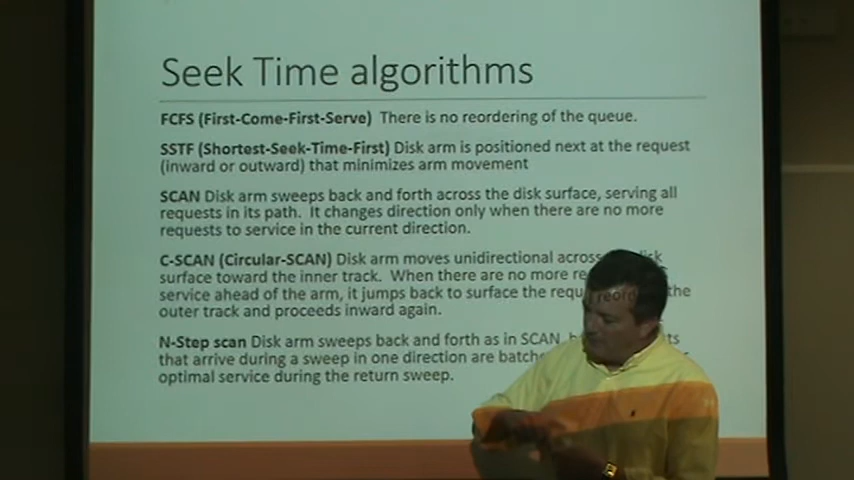 Seek Time algorithms
FCFS (First-Come-First-Serve) There is no reordering of the queue.
SSTF (Shortest-Seek-Time-First) Disk arm is positioned next at the request
(inward or outward) that minimizes arm movement
SCAN Disk arm sweeps back and forth across the disk surface, serving all
requests in its path. It changes direction only when there are no more
requests to service in the current direction.
C-SCAN (Circular-SCAN) Disk arm moves unidirectional across disk
surface toward the inner track. When there are no more
service ahead of the arm, it jumps back to surface the the
outer track and proceeds inward again.
N-Step scan Disk arm sweeps back and forth as in SCAN,
that arrive during a sweep in one direction are
optimal service during the return sweep.